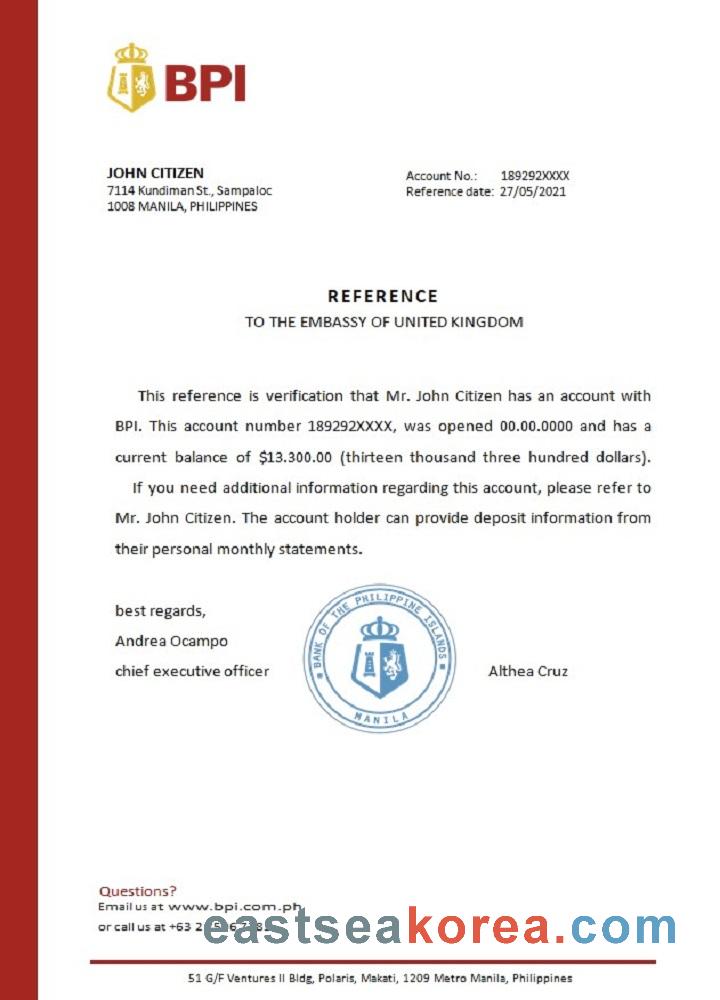 BPI
JOHN CITIZEN
7114 Kundiman St., Sampaloc
1008 MANILA, PHILIPPINES
Account No.: 189292XXXX
Reference date: 27/05/2021
REFERENCE
TO THE EMBASSY OF UNITED KINGDOM
This reference is verification that Mr. John Citizen has an account with
BPI. This account number 189292XXXX, was opened 00.00.0000 and has a
current balance of $13.300.00 (thirteen thousand three hundred dollars).
If you need additional information regarding this account, please refer to
Mr. John Citizen. The account holder can provide deposit information from
their personal monthly statements.
best regards,
Andrea Ocampo
chief executive officer
BANK OF THE PHILIPPINE ISLANDS
MANILA
Althea Cruz
Questions?
Email us at www.bpi.com.ph,
or call us at +63 2
eastseakorea.com
51 G/F Ventures II Bldg, Polaris, Makati, 1209 Metro Manila, Philippines